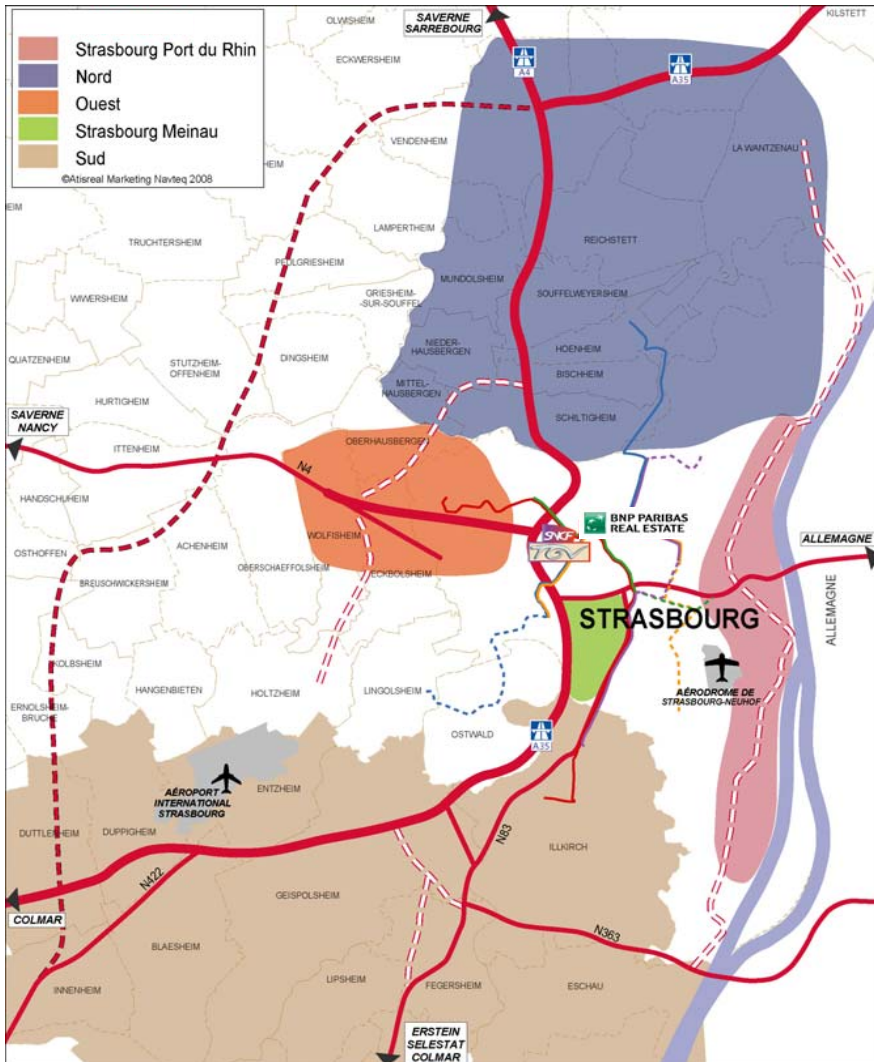 Strasbourg Port du Rhin
Nord
Ouest
Strasbourg Meinau
Sud
©Atisreal Marketing Navteq 2008
SAVERNE
SARREBOURG
OLWISHEIM
KILSTETT
ECKWERSHEIM
A4
A35
VENDENHEIM
LA WANTZENAU
HEIM
HEIM
LAMPERTHEIM
REICHSTETT
TRUCHTERSHEIM
PEDLGRIESHEIM
MUNDOLSHEIM
WIWERSHEIM
GRIESHEIM
-SUR-SOUFFEL
SOUFFELWEYERSHEIM
NIEDER-
HAUSBERGEN
HOENHEIM
QUATZENHEIM
STUTZHEIM-
OFFENHEIM
DINGSHEIM
BISCHHEIM
MITTEL-
HAUSBERGEN
HURTIGHEIM
SCHILTIGHEIM
SAVERNE
NANCY
ITTENHEIM
OBERHAUSBERGEN
N4
HANDSCHUHEIM
BNP PARIBAS
REAL ESTATE
SNCF
TGV
WOLFISHEIM
ALLEMAGNE
OSTHOFFEN
ACHENHEIM
OBERSCHAEFFOLSHEIM
ECKBOLSHEIM
BREUSCHWICKERSHEIM
STRASBOURG
ALLEMAGNE
KOLBSHEIM
HANGENBIETEN
HOLTZHEIM
LINGOLSHEIM
AÉRODROME DE
STRASBOURG-NEUHOF
ERNOLSHEIM-
BRUCHE
OSTWALD
A35
AÉROPORT
INTERNATIONAL
STRASBOURG
ENTZHEIM
DUTTLENHEIM
DUPPIGHEIM
N83
ILLKIRCH
N422
GEISPOLSHEIM
COLMAR
N363
BLAESHEIM
INNENHEIM
LIPSHEIM
FEGERSHEIM
ESCHAU
ERSTEIN
SELESTAT
COLMAR